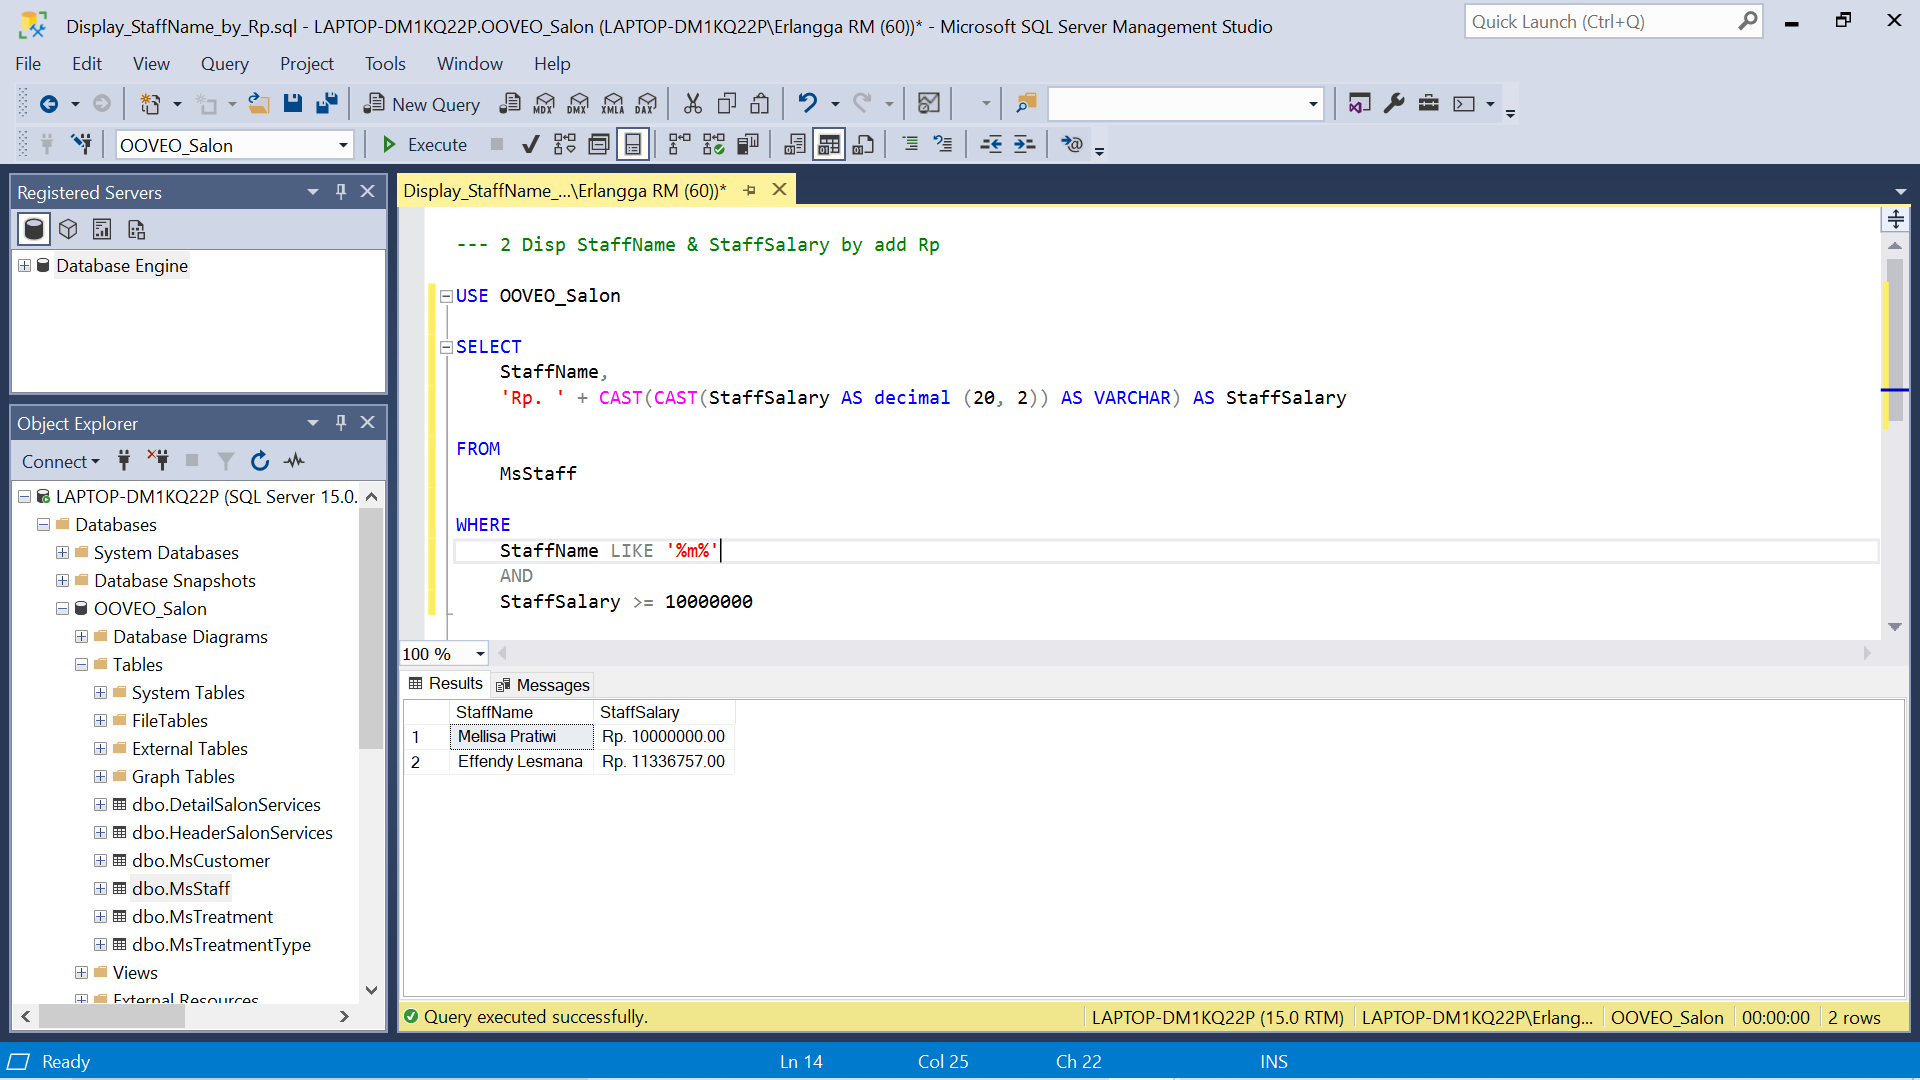 Display_StaffName_by_Rp.sql - LAPTOP-DM1KQ22P.OOVEO_Salon (LAPTOP-DM1KQ22P\Erlangga RM (60))* - Microsoft SQL Server Management Studio
Quick Launch (Ctrl+Q)
File Edit View Query Project Tools Window Help
New Query
MDX DMX XMLA DAX
OOVEO_Salon
Execute
Registered Servers
Database Engine
Object Explorer
Connect
LAPTOP-DM1KQ22P (SQL Server 15.0.
Databases
System Databases
Database Snapshots
OOVEO_Salon
Database Diagrams
Tables
System Tables
FileTables
External Tables
Graph Tables
dbo.DetailSalonServices
dbo.HeaderSalonServices
dbo.MsCustomer
dbo.MsStaff
dbo.MsTreatment
dbo.MsTreatmentType
Views
External Resources
Display_StaffName_...\Erlangga RM (60))*
--- 2 Disp StaffName & StaffSalary by add Rp
USE OOVEO_Salon
SELECT
StaffName,
'Rp. ' + CAST(CAST(StaffSalary AS decimal (20, 2)) AS VARCHAR) AS StaffSalary
FROM
MsStaff
WHERE
StaffName LIKE '%m%'
AND
StaffSalary >= 10000000
100 %
Results Messages
StaffName StaffSalary
1 Mellisa Pratiwi Rp. 10000000.00
2 Effendy Lesmana Rp. 11336757.00
Query executed successfully.
LAPTOP-DM1KQ22P (15.0 RTM) LAPTOP-DM1KQ22P\Erlang... OOVEO_Salon 00:00:00 2 rows
Ready Ln 14 Col 25 Ch 22 INS